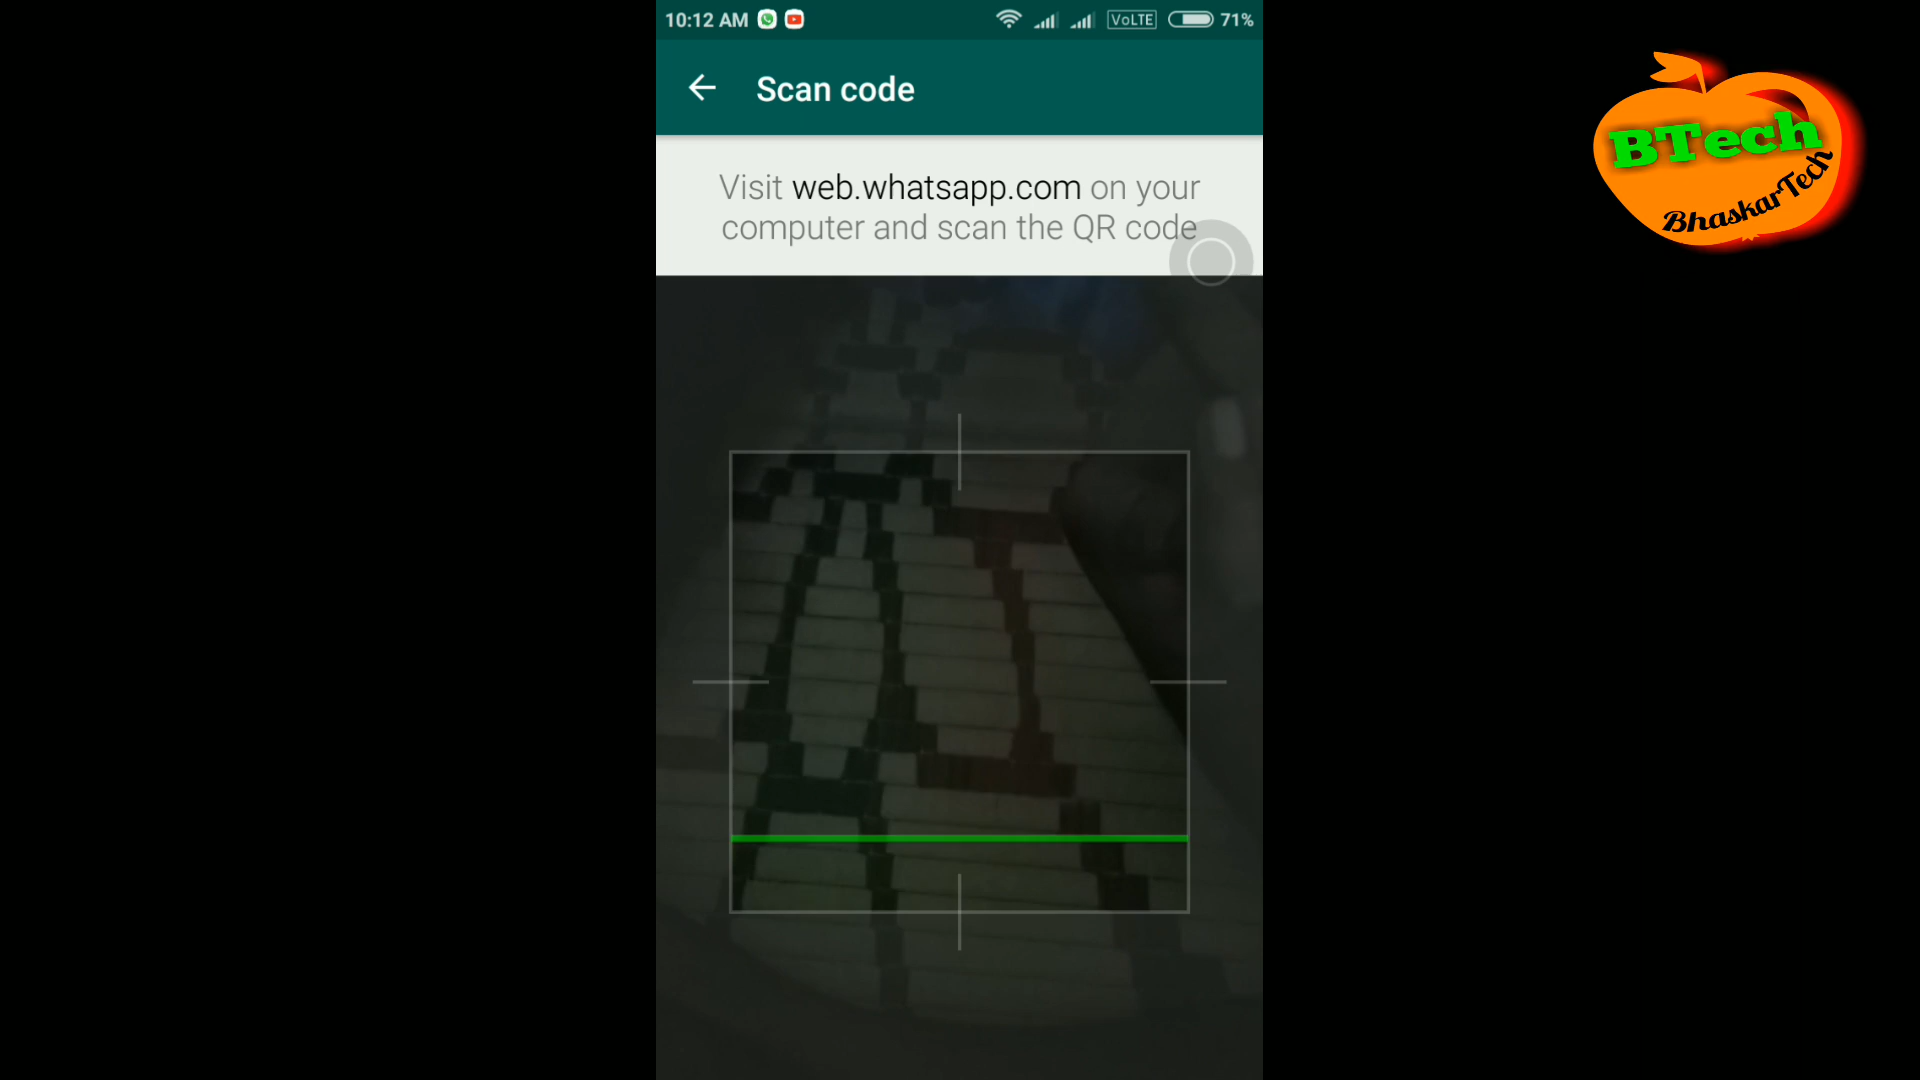 10:12 AM
VoLTE
71%
Scan code
Visit web.whatsapp.com on your
computer and scan the QR code
BTech
BhaskarTech